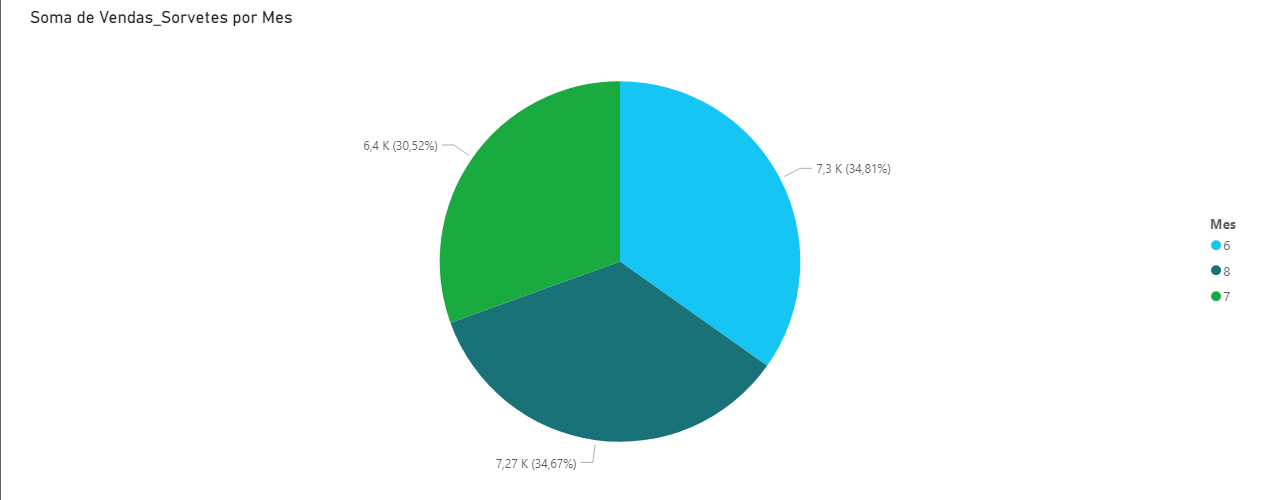 Soma de Vendas_Sorvetes por Mes
6,4 K (30,52%)
7,3 K (34,81%)
7,27 K (34,67%)
Mes
6
8
7